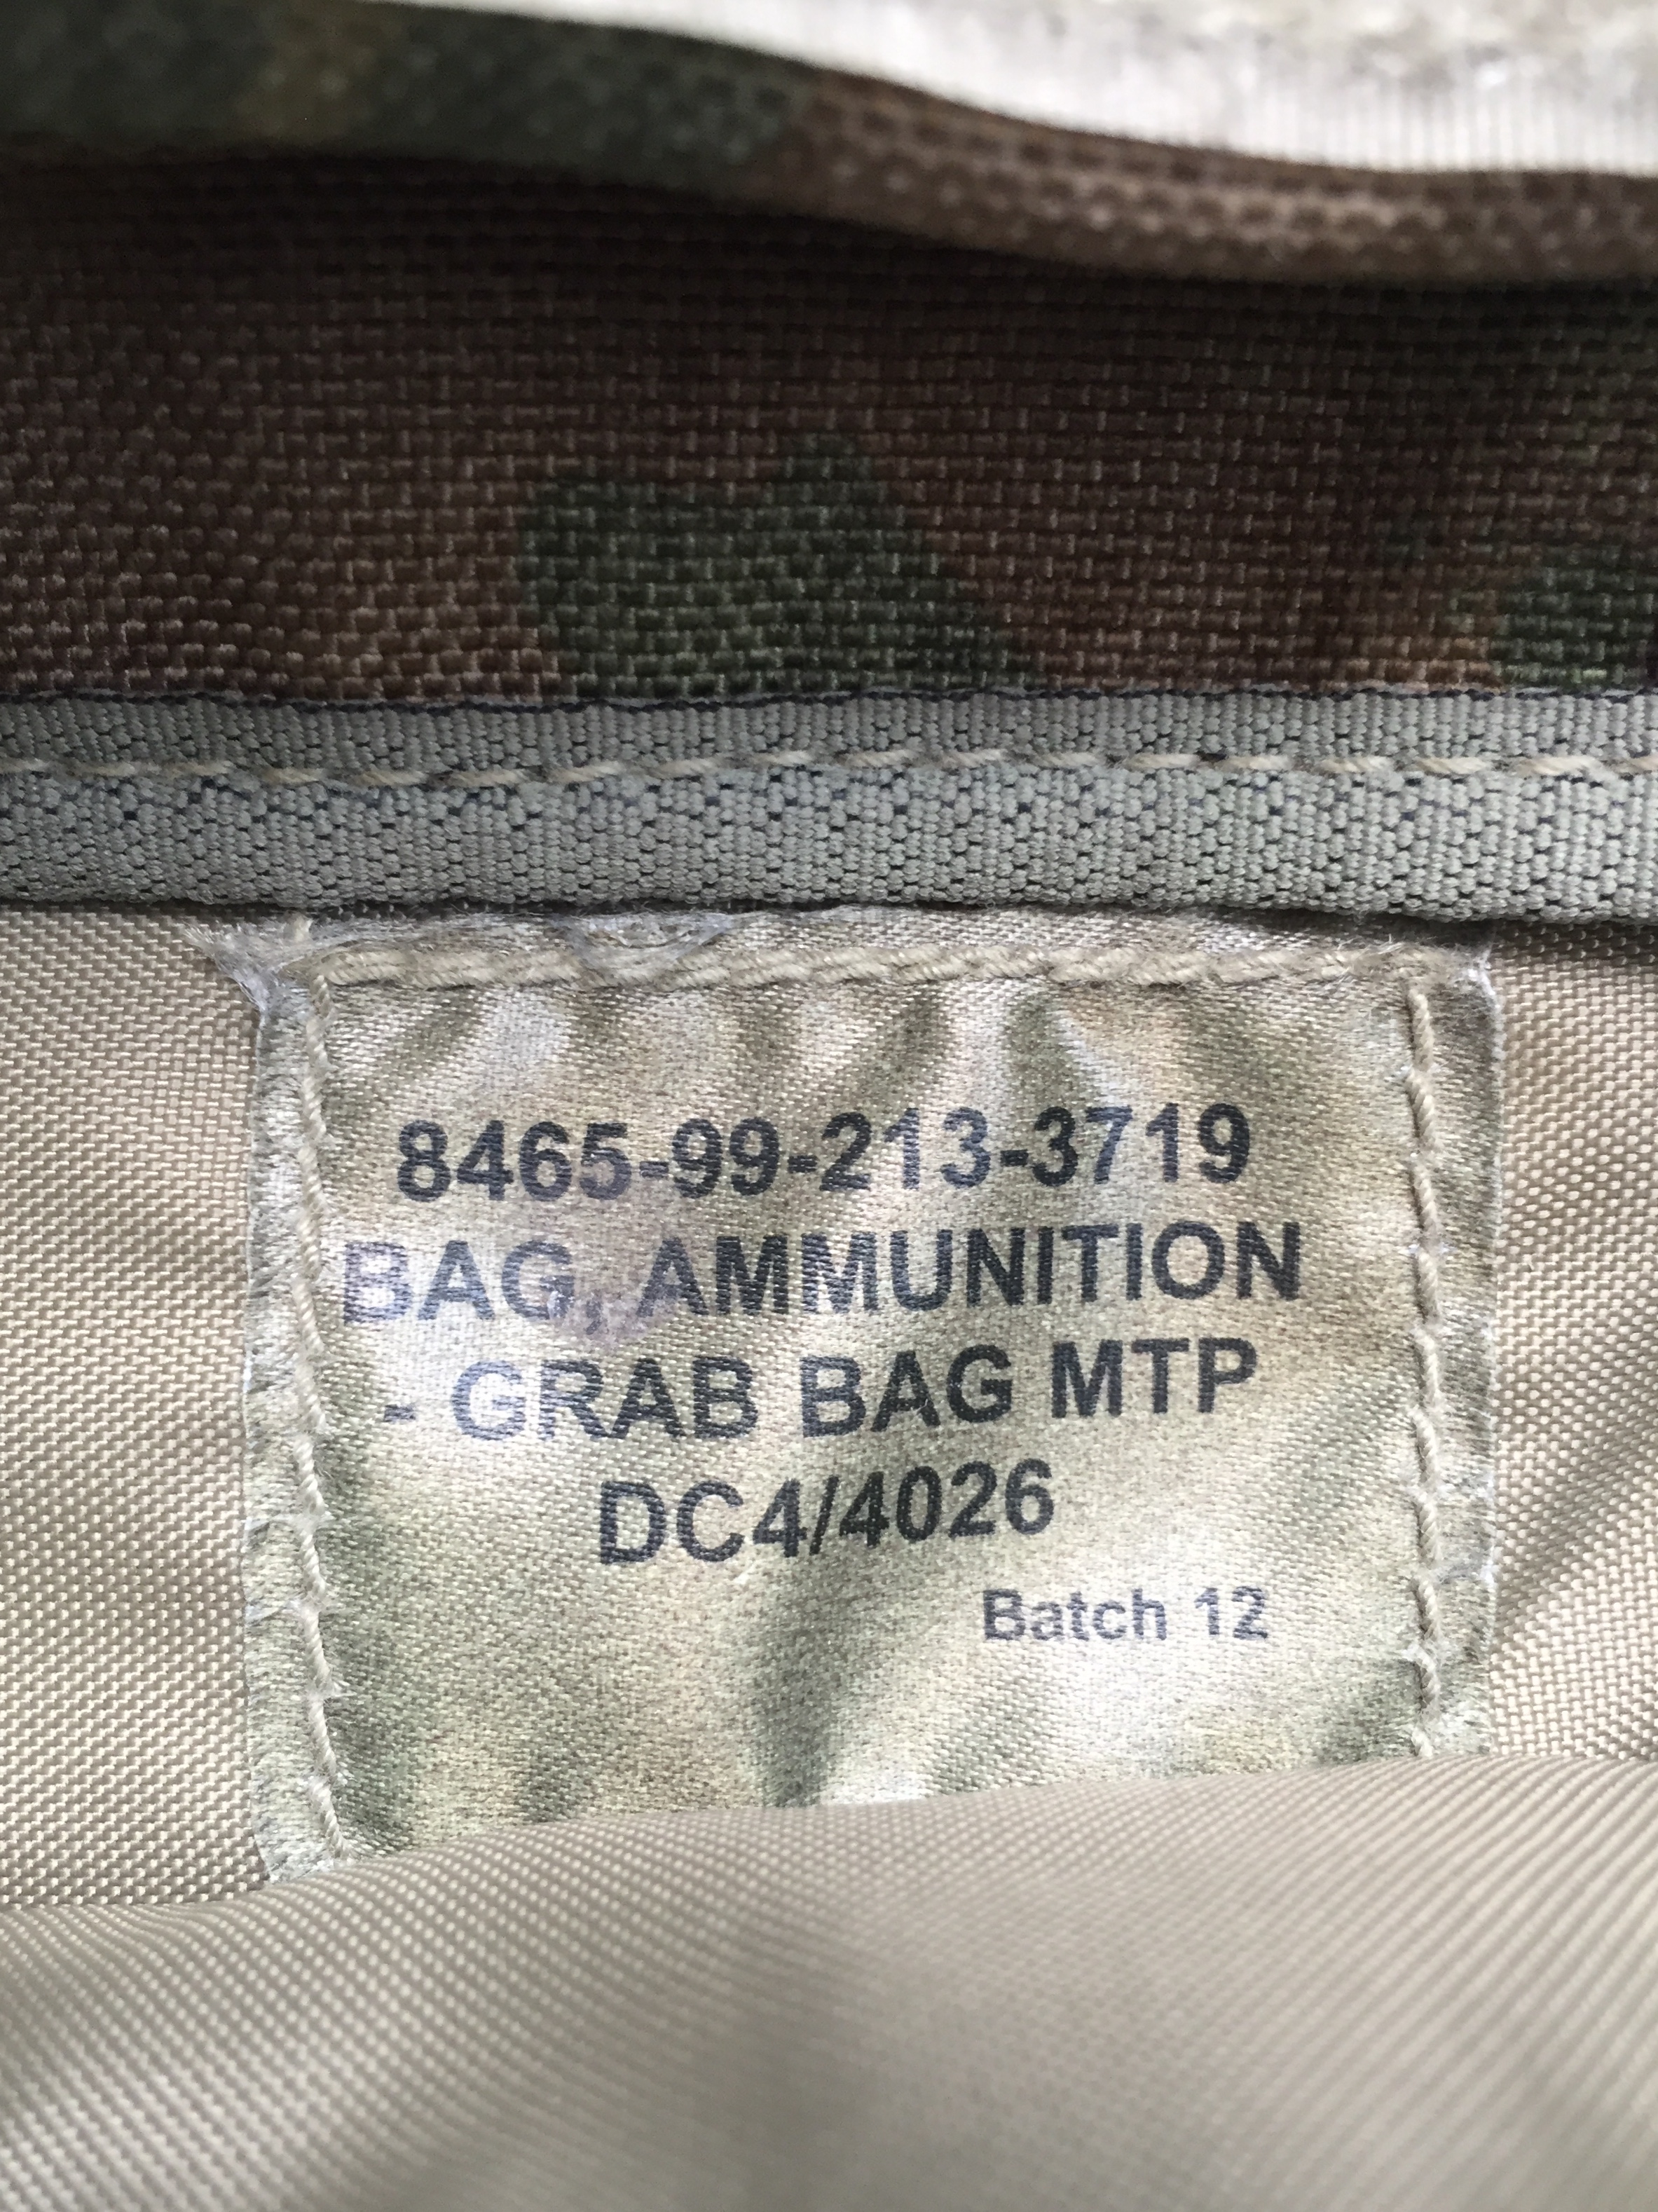 8465-99-213-3719
BAG, AMMUNITION
- GRAB BAG MTP
DC4/4026
Batch 12